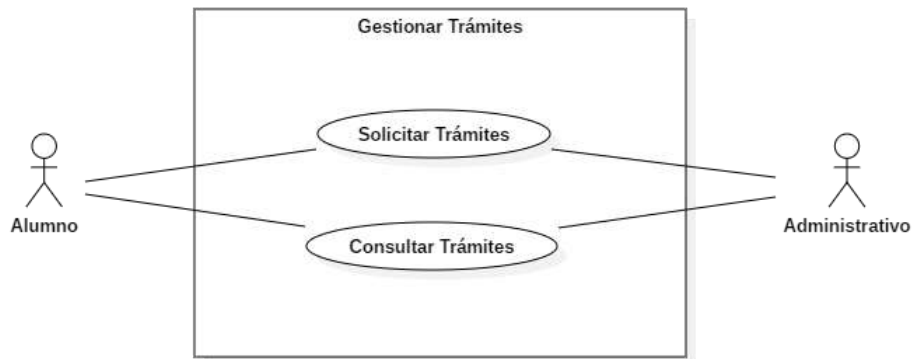 Gestionar Trámites
Solicitar Trámites
Alumno
Administrativo
Consultar Trámites